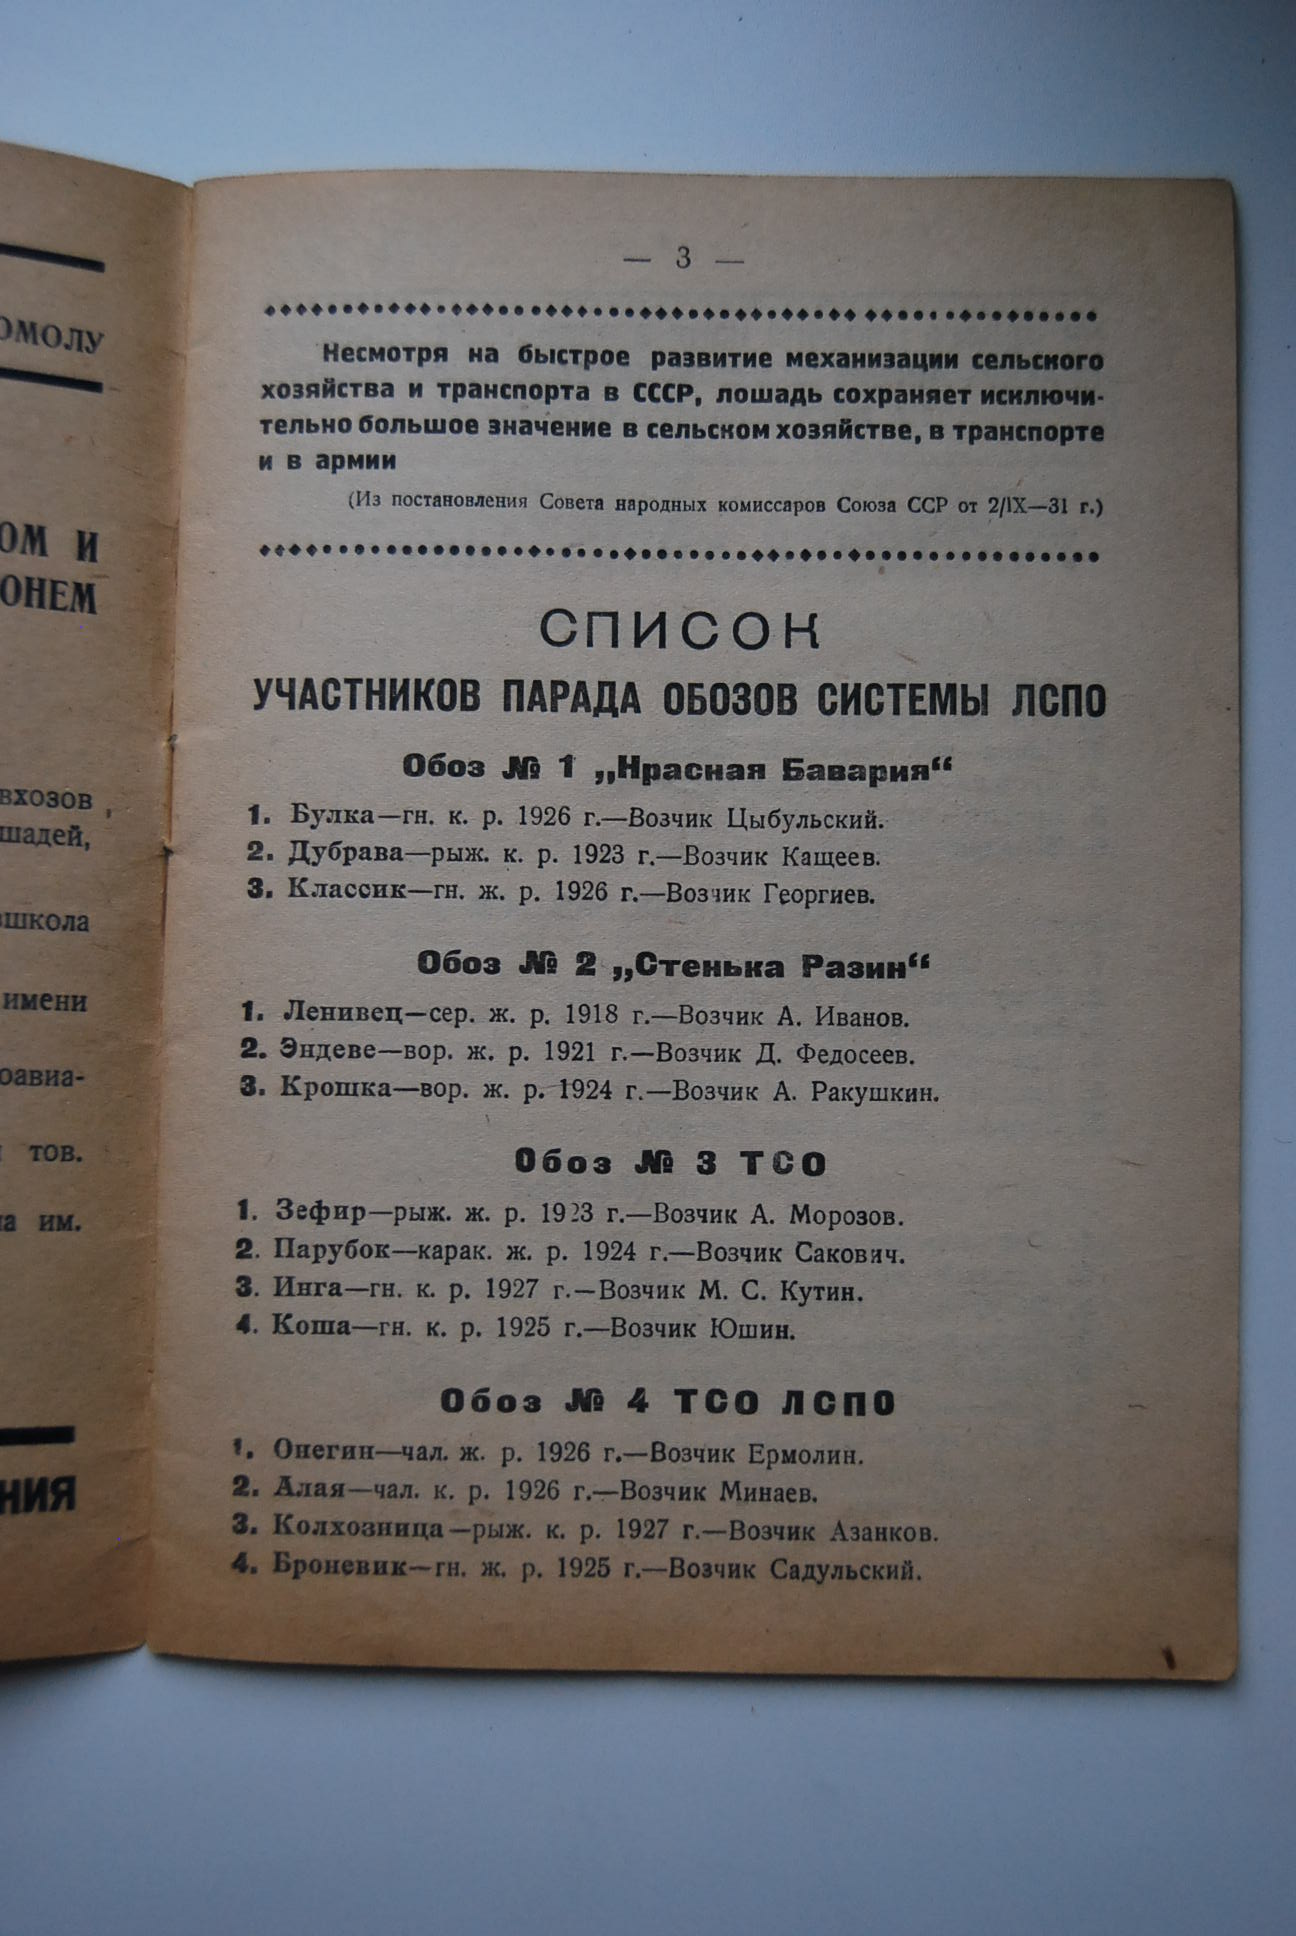 ОМОЛУ
ОМ И
ОНЕМ
вхозов,
шадей,
школа
имени
оавиа-
тов.
им.
НИЯ
— 3 —
Несмотря на быстрое развитие механизации сельского
хозяйства и транспорта в СССР, лошадь сохраняет исключи-
тельно большое значение в сельском хозяйстве, в транспорте
и в армии
(Из постановления Совета народных комиссаров Союза ССР от 2/IX—31 г.)
СПИСОК
УЧАСТНИКОВ ПАРАДА ОБОЗОВ СИСТЕМЫ ЛСПО
Обоз № 1 „Красная Бавария“
1. Булка—гн. к. р. 1926 г.—Возчик Цыбульский.
2. Дубрава—рыж. к. р. 1923 г.—Возчик Кащеев.
3. Классик—гн. ж. р. 1926 г.—Возчик Георгиев.
Обоз № 2 „Стенька Разин“
1. Ленивец—сер. ж. р. 1918 г.—Возчик А. Иванов.
2. Эндеве—вор. ж. р. 1921 г.—Возчик Д. Федосеев.
3. Крошка—вор. ж. р. 1924 г.—Возчик А. Ракушкин.
Обоз № 3 ТСО
1. Зефир—рыж. ж. р. 1923 г.—Возчик А. Морозов.
2. Парубок—карак. ж. р. 1924 г.—Возчик Сакович.
3. Инга—гн. к. р. 1927 г.—Возчик М. С. Кутин.
4. Коша—гн. к. р. 1925 г.—Возчик Юшин.
Обоз № 4 ТСО ЛСПО
1. Онегин—чал. ж. р. 1926 г.—Возчик Ермолин.
2. Алая—чал. к. р. 1926 г.—Возчик Минаев.
3. Колхозница—рыж. к. р. 1927 г.—Возчик Азанков.
4. Броневик—гн. ж. р. 1925 г.—Возчик Садульский.